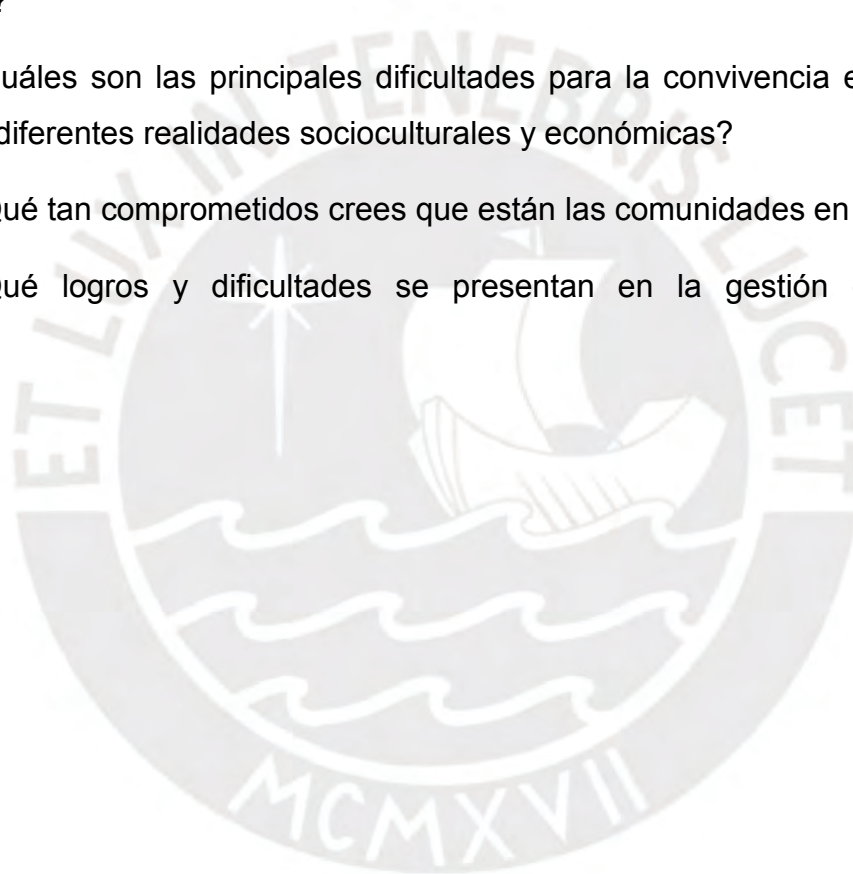 ?
uáles son las principales dificultades para la convivencia e
diferentes realidades socioculturales y económicas?
ué tan comprometidos crees que están las comunidades en
ué logros y dificultades se presentan en la gestión
ET LUX IN TENEBRIS LUCET
MCMXVII